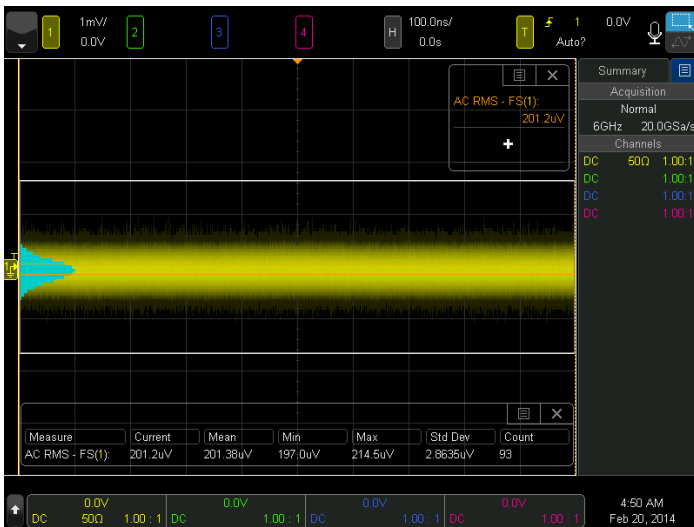 1 1mV/ 2 3 4 H 100.0ns/ T 1 0.0V
0.0V 0.0s Auto?
AC RMS - FS(1):
201.2uV
Summary
Acquisition
Normal
6GHz 20.0GSa/s
Channels
DC 50Ω 1.00:1
DC 1.00:1
DC 1.00:1
DC 1.00:1
T
1
Measure Current Mean Min Max Std Dev Count
AC RMS - FS(1): 201.2uV 201.38uV 197.0uV 214.5uV 2.8635uV 93
0.0V 0.0V 0.0V 0.0V
DC 50Ω 1.00 : 1 DC 1.00 : 1 DC 1.00 : 1 DC 1.00 : 1
4:50 AM
Feb 20, 2014